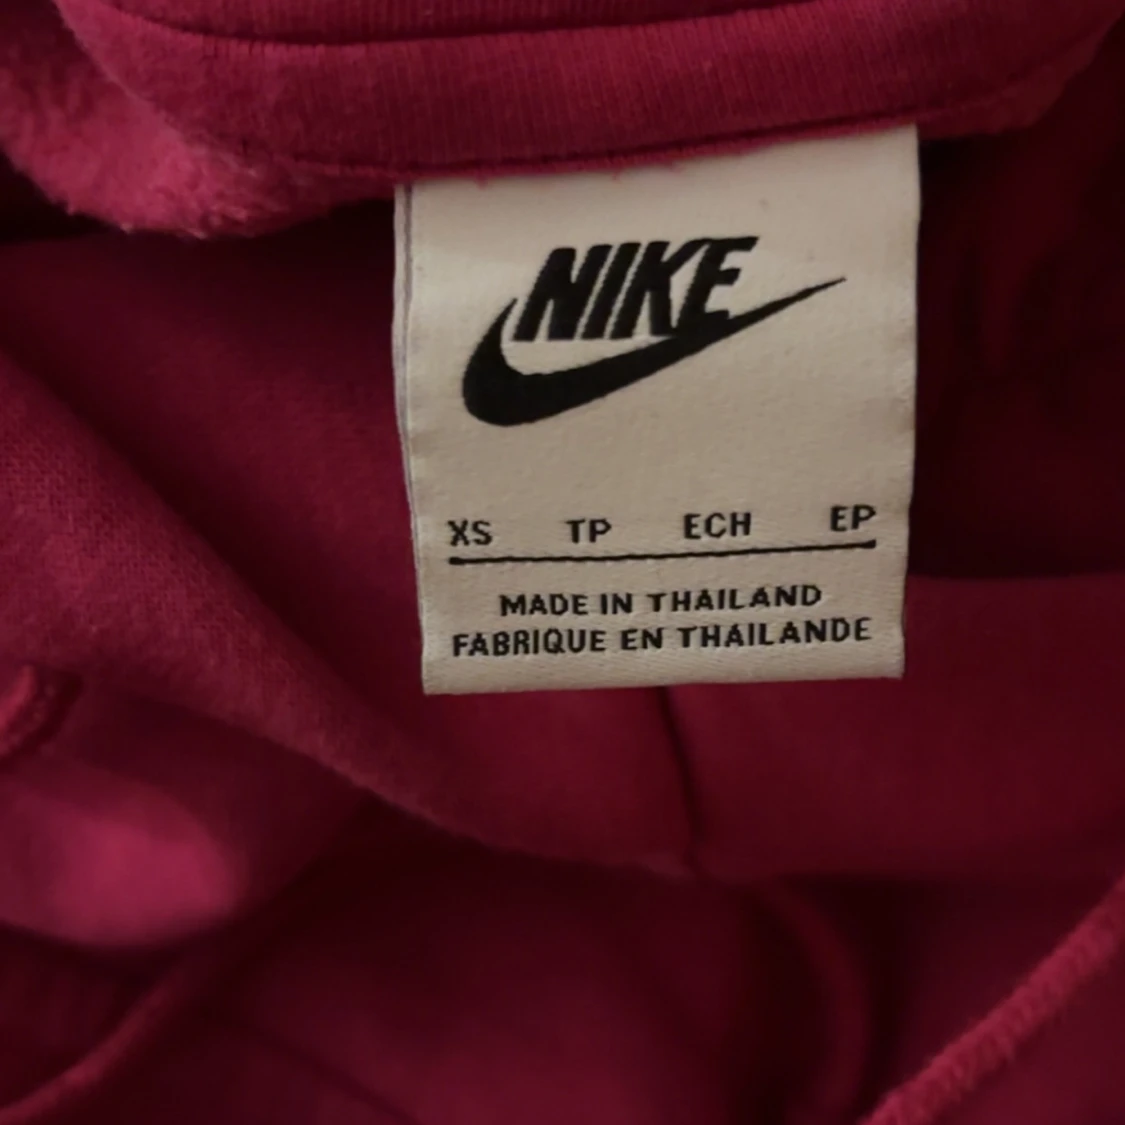 NIKE
XS TP ECH EP
MADE IN THAILAND
FABRIQUE EN THAILANDE